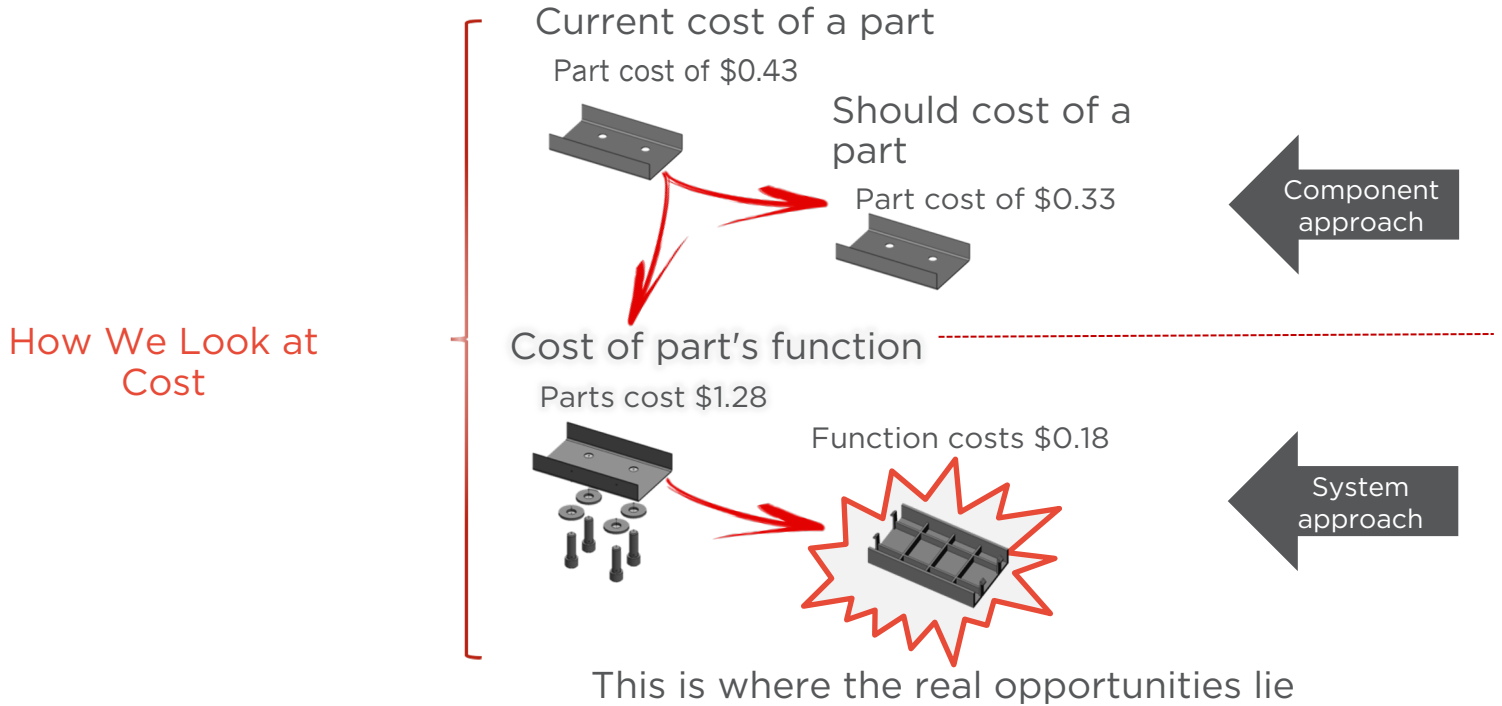 Current cost of a part
Part cost of $0.43
Should cost of a
part
Part cost of $0.33
Component
approach
How We Look at
Cost
Cost of part's function
Parts cost $1.28
Function costs $0.18
System
approach
This is where the real opportunities lie